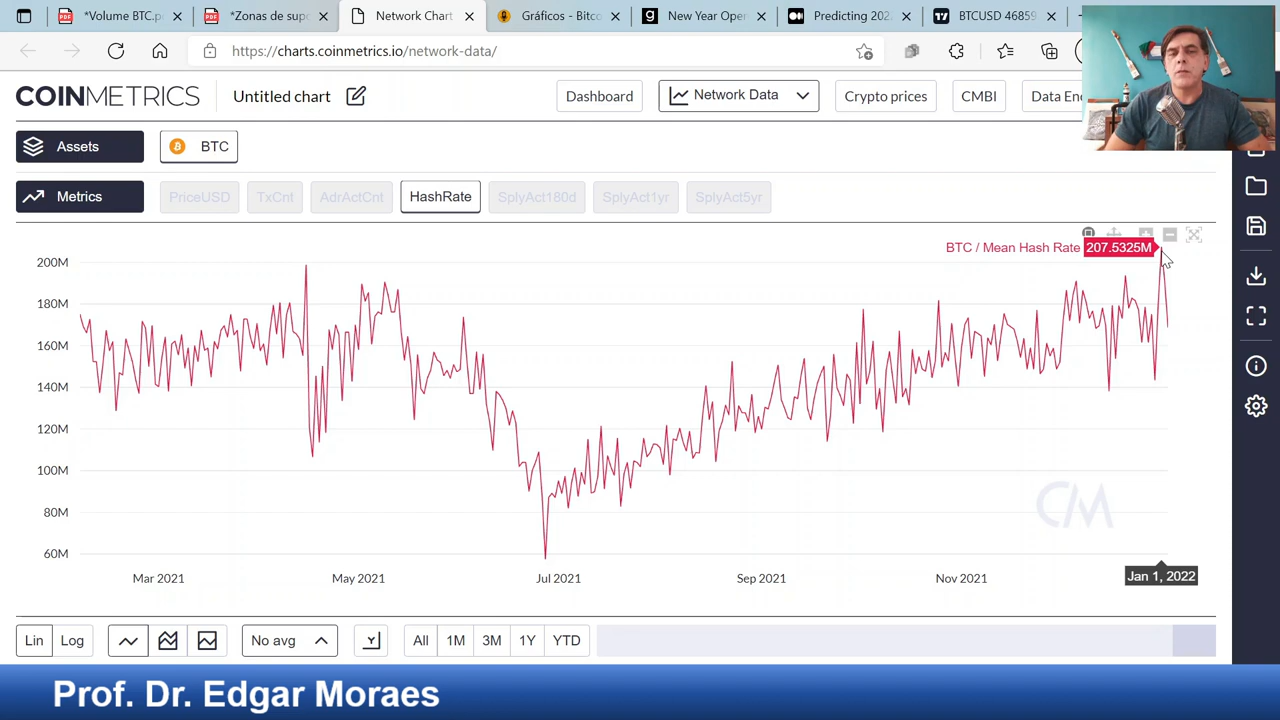 *Volume BTC
Zonas de supo
Network Chart
Gráficos - Bitcoi
New Year Open
Predicting 202
BTCUSD 46859
https://charts.coinmetrics.io/network-data/
COINMETRICS
Untitled chart
Dashboard
Network Data
Crypto prices
CMBI
Data En
Assets
BTC
Metrics
PriceUSD
TxCnt
AdrActCnt
HashRate
SplyAct180d
SplyAct1yr
SplyAct5yr
BTC / Mean Hash Rate 207.5325M
200M
180M
160M
140M
120M
100M
80M
60M
CM
Mar 2021
May 2021
Jul 2021
Sep 2021
Nov 2021
Jan 1, 2022
Lin
Log
No avg
All
1M
3M
1Y
YTD
Prof. Dr. Edgar Moraes